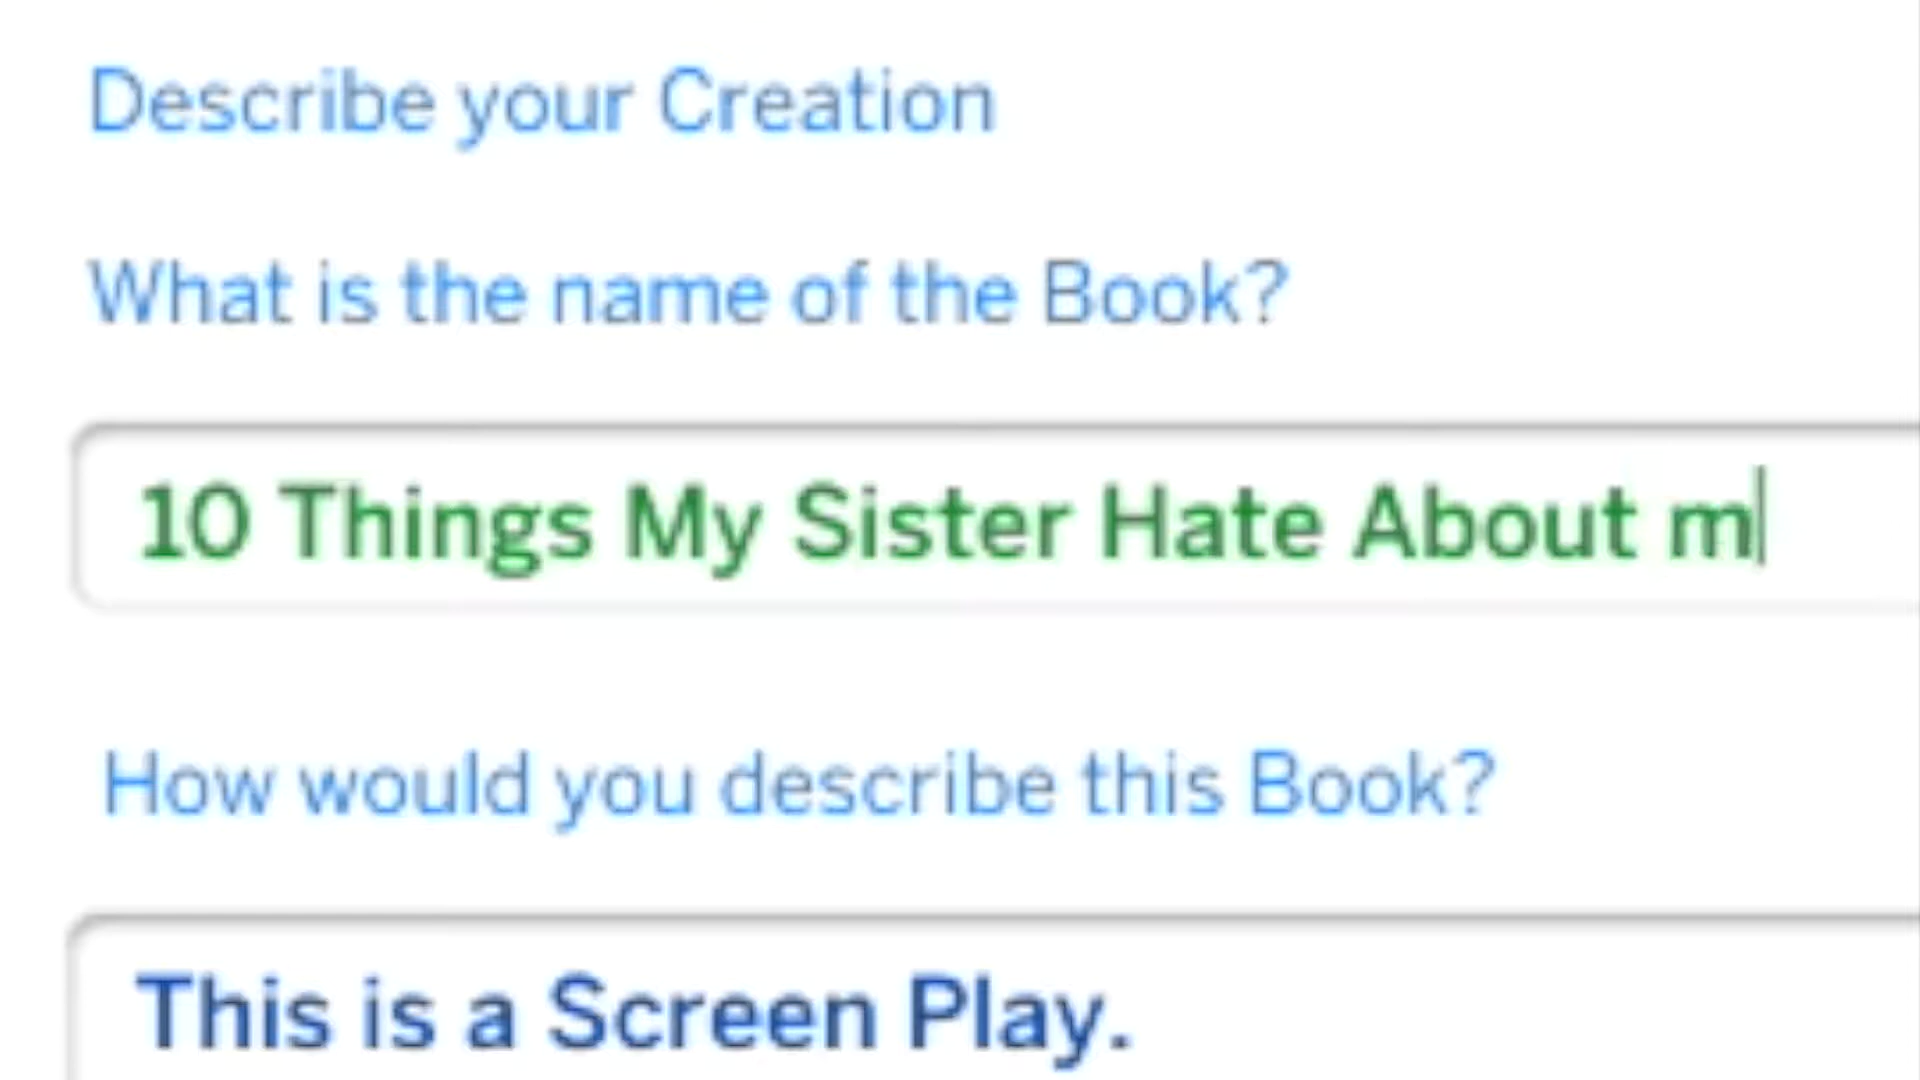 Describe your Creation
What is the name of the Book?
10 Things My Sister Hate About m
How would you describe this Book?
This is a Screen Play.